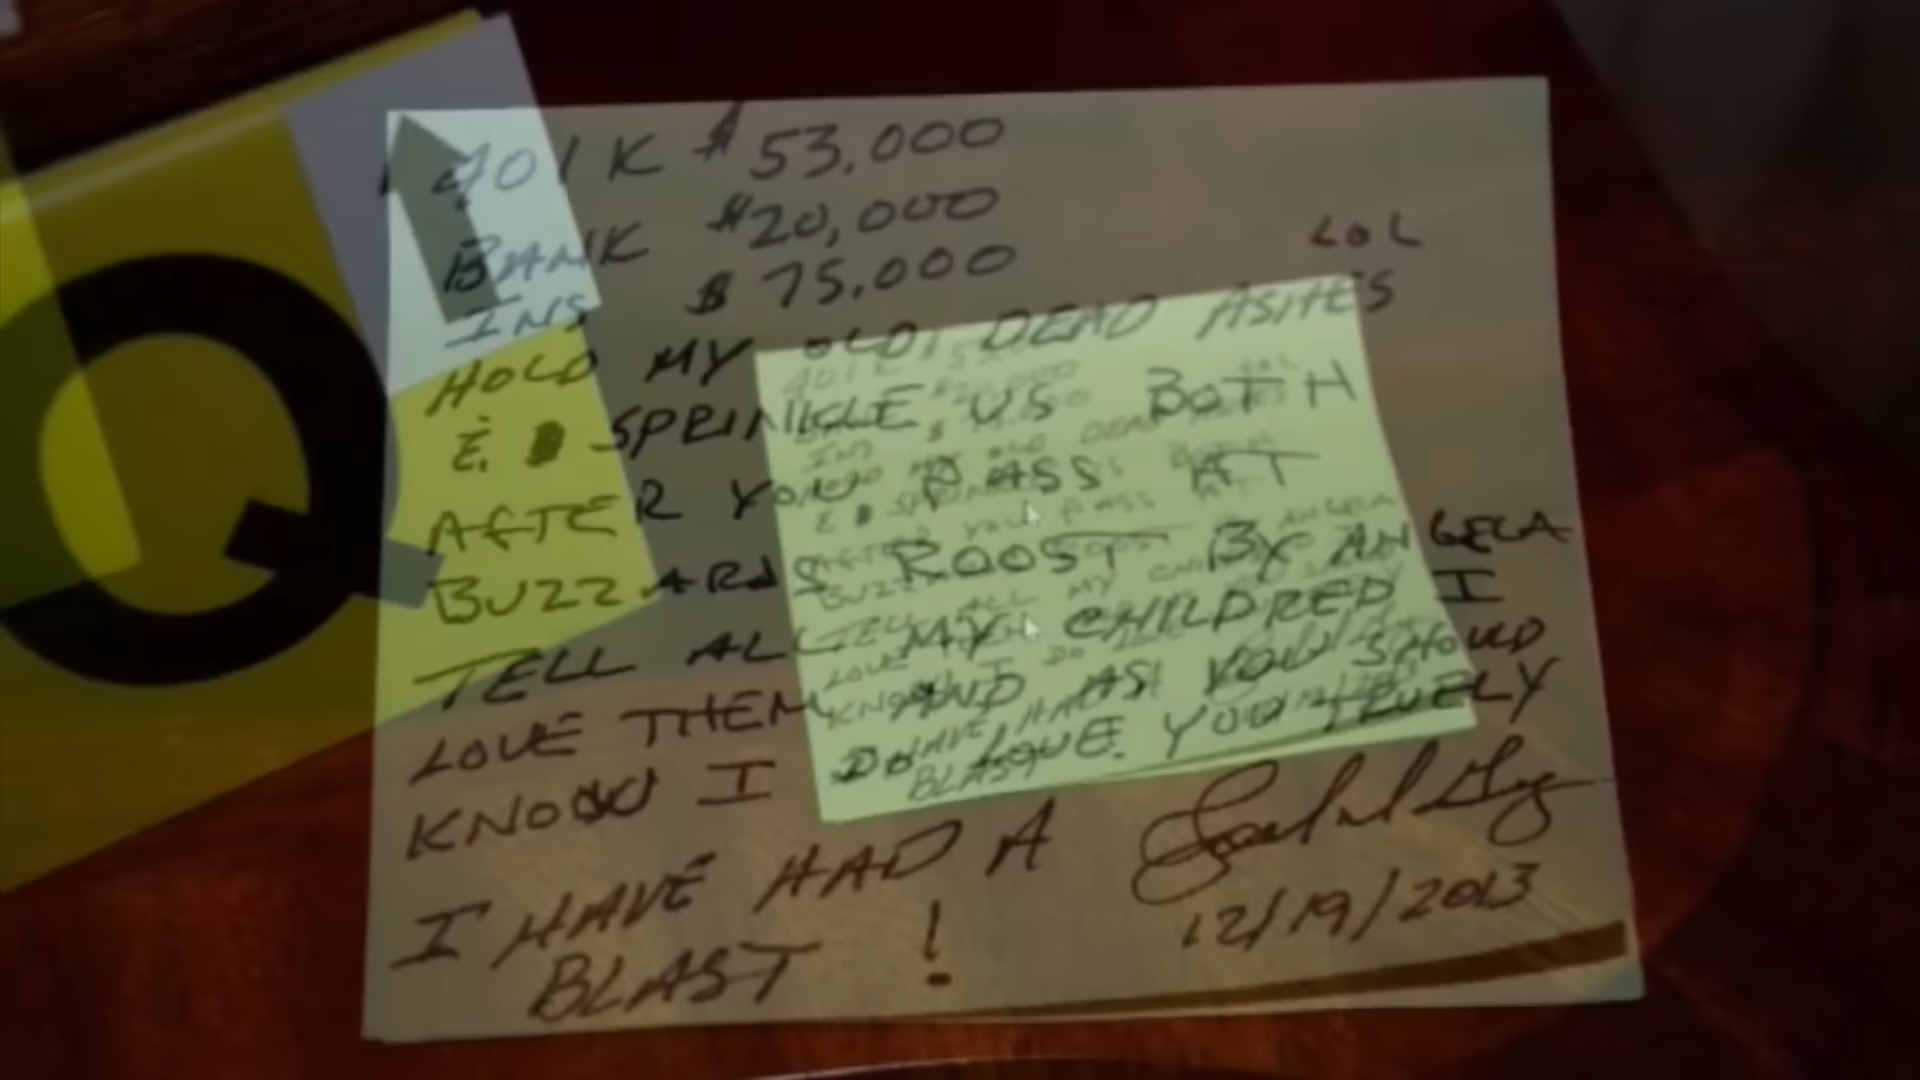 Q
401K $53,000
BANK $20,000
INS $75,000
LOL
HOLD MY OLD DEAD ASHES
& SPRINKLE US BOTH
AFTER YOU PASS AT
BUZZARDS ROOST BY ANGELA
TELL ALL MY CHILDRED I
LOVE THEM AND AS YOU SHOULD
KNOW I DO LOVE YOU TRUELY
I HAVE HAD A
BLAST !
12/19/2013